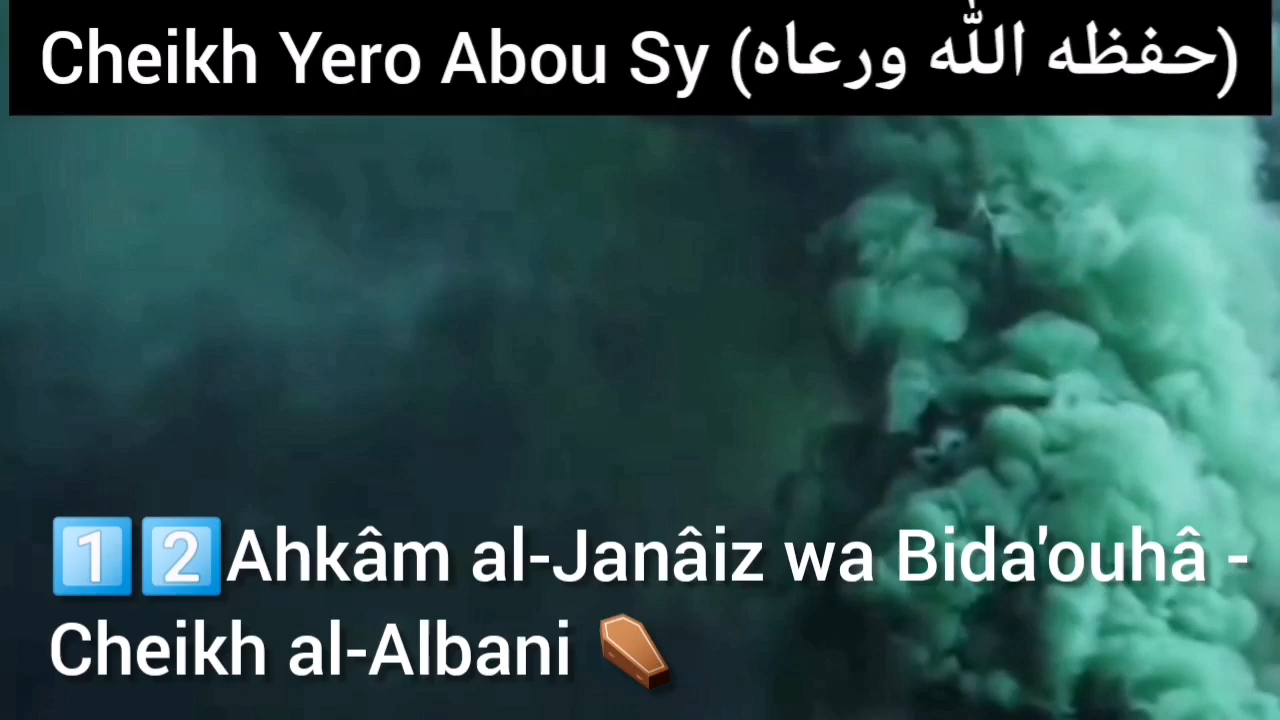 Cheikh Yero Abou Sy (حفظه الله ورعاه)
1️⃣2️⃣Ahkâm al-Janâiz wa Bida'ouhâ -
Cheikh al-Albani ⚰️